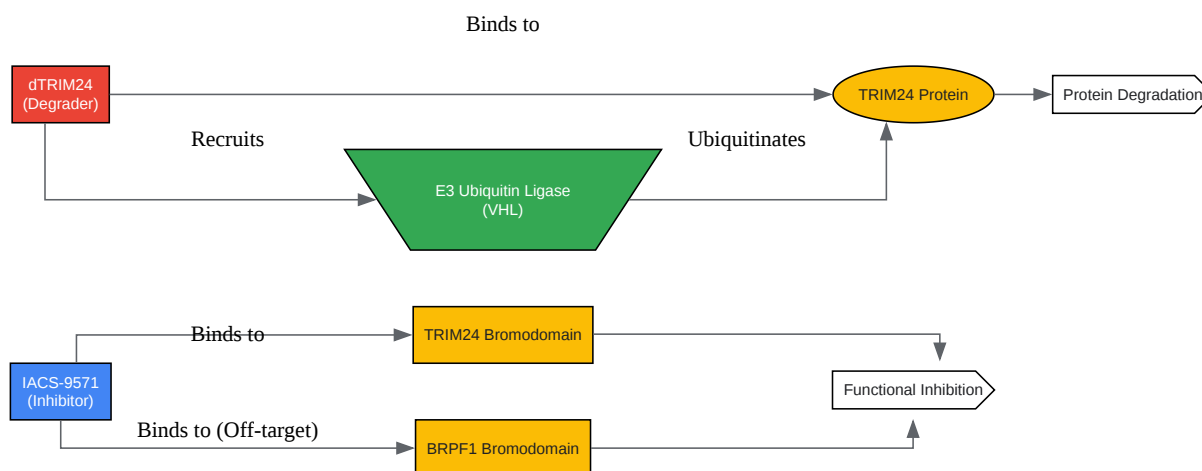 Binds to
dTRIM24
(Degrader)
TRIM24 Protein
Protein Degradation
Recruits
Ubiquitinates
E3 Ubiquitin Ligase
(VHL)
Binds to
TRIM24 Bromodomain
IACS-9571
(Inhibitor)
Functional Inhibition
Binds to (Off-target)
BRPF1 Bromodomain